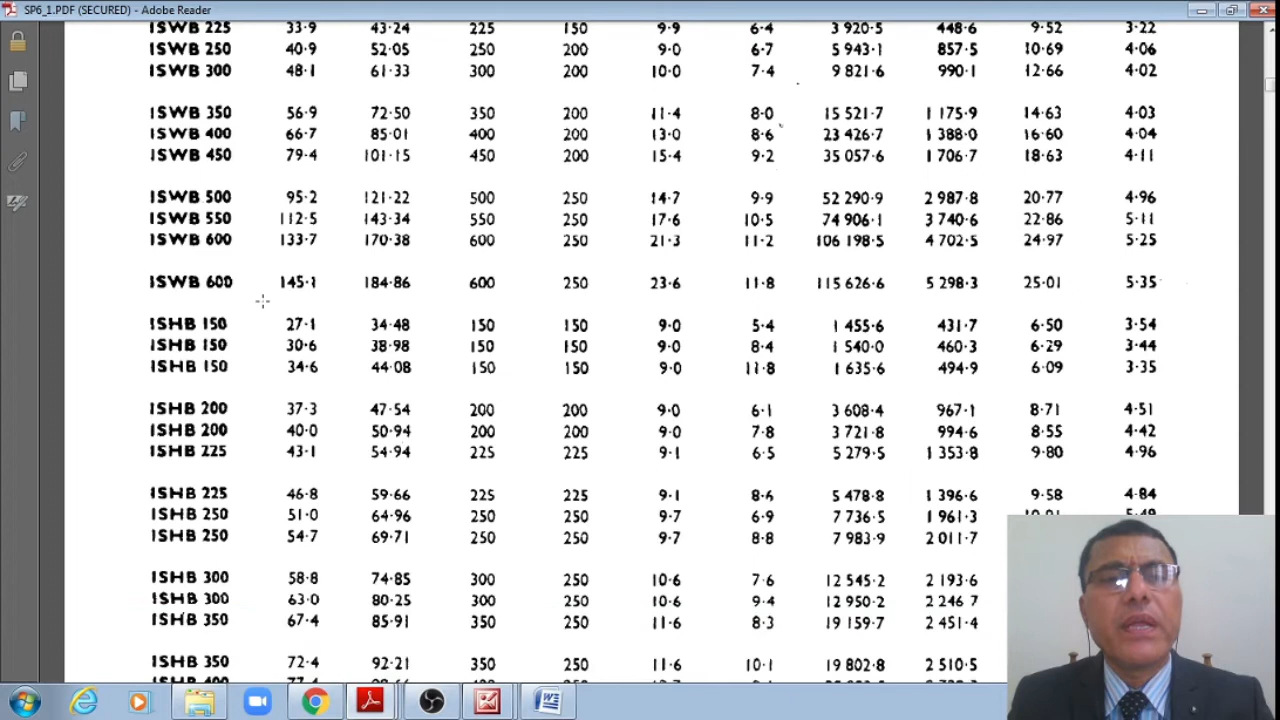 SP6_1.PDF (SECURED) - Adobe Reader
ISWB 225 33·9 43·24 225 150 9·9 6·4 3 920·5 448·6 9·52 3·22
ISWB 250 40·9 52·05 250 200 9·0 6·7 5 943·1 857·5 10·69 4·06
ISWB 300 48·1 61·33 300 200 10·0 7·4 9 821·6 990·1 12·66 4·02
ISWB 350 56·9 72·50 350 200 11·4 8·0 15 521·7 1 175·9 14·63 4·03
ISWB 400 66·7 85·01 400 200 13·0 8·6 23 426·7 1 388·0 16·60 4·04
ISWB 450 79·4 101·15 450 200 15·4 9·2 35 057·6 1 706·7 18·63 4·11
ISWB 500 95·2 121·22 500 250 14·7 9·9 52 290·9 2 987·8 20·77 4·96
ISWB 550 112·5 143·34 550 250 17·6 10·5 74 906·1 3 740·6 22·86 5·11
ISWB 600 133·7 170·38 600 250 21·3 11·2 106 198·5 4 702·5 24·97 5·25
ISWB 600 145·1 184·86 600 250 23·6 11·8 115 626·6 5 298·3 25·01 5·35
ISHB 150 27·1 34·48 150 150 9·0 5·4 1 455·6 431·7 6·50 3·54
ISHB 150 30·6 38·98 150 150 9·0 8·4 1 540·0 460·3 6·29 3·44
ISHB 150 34·6 44·08 150 150 9·0 11·8 1 635·6 494·9 6·09 3·35
ISHB 200 37·3 47·54 200 200 9·0 6·1 3 608·4 967·1 8·71 4·51
ISHB 200 40·0 50·94 200 200 9·0 7·8 3 721·8 994·6 8·55 4·42
ISHB 225 43·1 54·94 225 225 9·1 6·5 5 279·5 1 353·8 9·80 4·96
ISHB 225 46·8 59·66 225 225 9·1 8·6 5 478·8 1 396·6 9·58 4·84
ISHB 250 51·0 64·96 250 250 9·7 6·9 7 736·5 1 961·3
ISHB 250 54·7 69·71 250 250 9·7 8·8 7 983·9 2 011·7
ISHB 300 58·8 74·85 300 250 10·6 7·6 12 545·2 2 193·6
ISHB 300 63·0 80·25 300 250 10·6 9·4 12 950·2 2 246 7
ISHB 350 67·4 85·91 350 250 11·6 8·3 19 159·7 2 451·4
ISHB 350 72·4 92·21 350 250 11·6 10·1 19 802·8 2 510·5